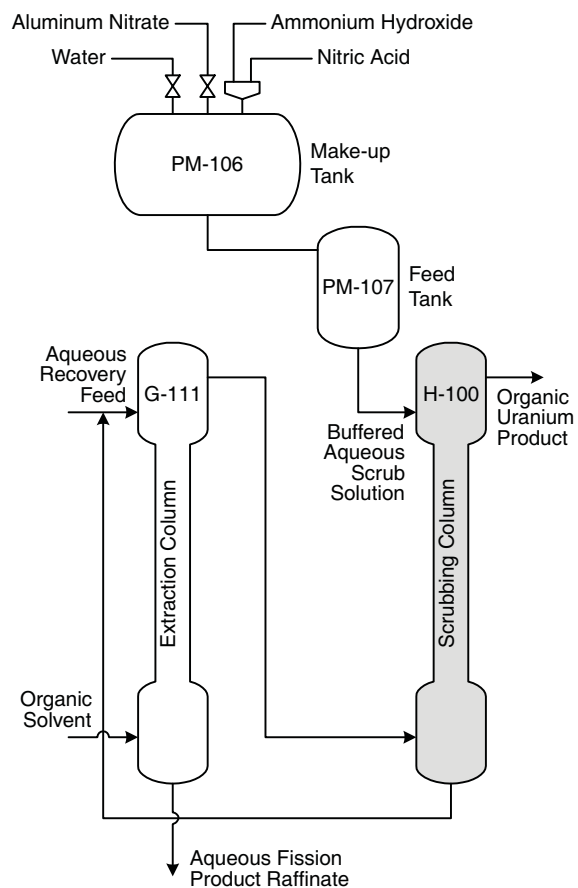 Aluminum Nitrate
Ammonium Hydroxide
Water
Nitric Acid
PM-106
Make-up
Tank
PM-107
Feed
Tank
Aqueous
Recovery
Feed
G-111
H-100
Organic
Uranium
Product
Buffered
Aqueous
Scrub
Solution
Extraction Column
Scrubbing Column
Organic
Solvent
Aqueous Fission
Product Raffinate